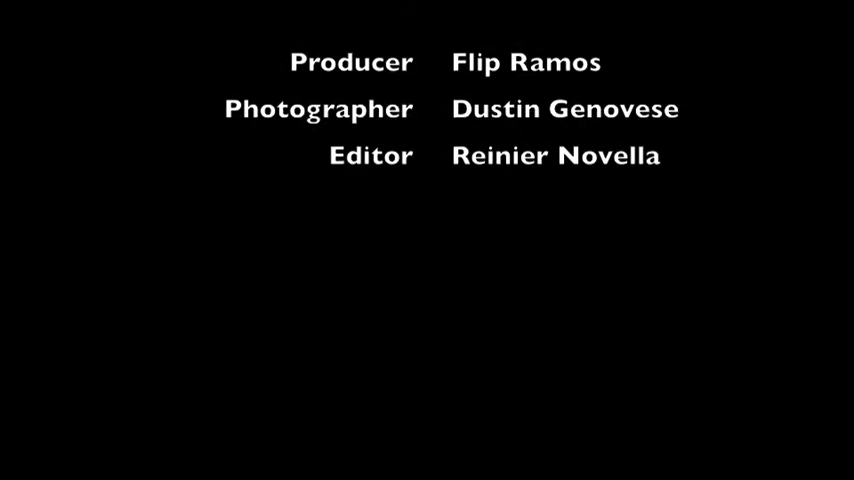 Producer Flip Ramos
Photographer Dustin Genovese
Editor Reinier Novella